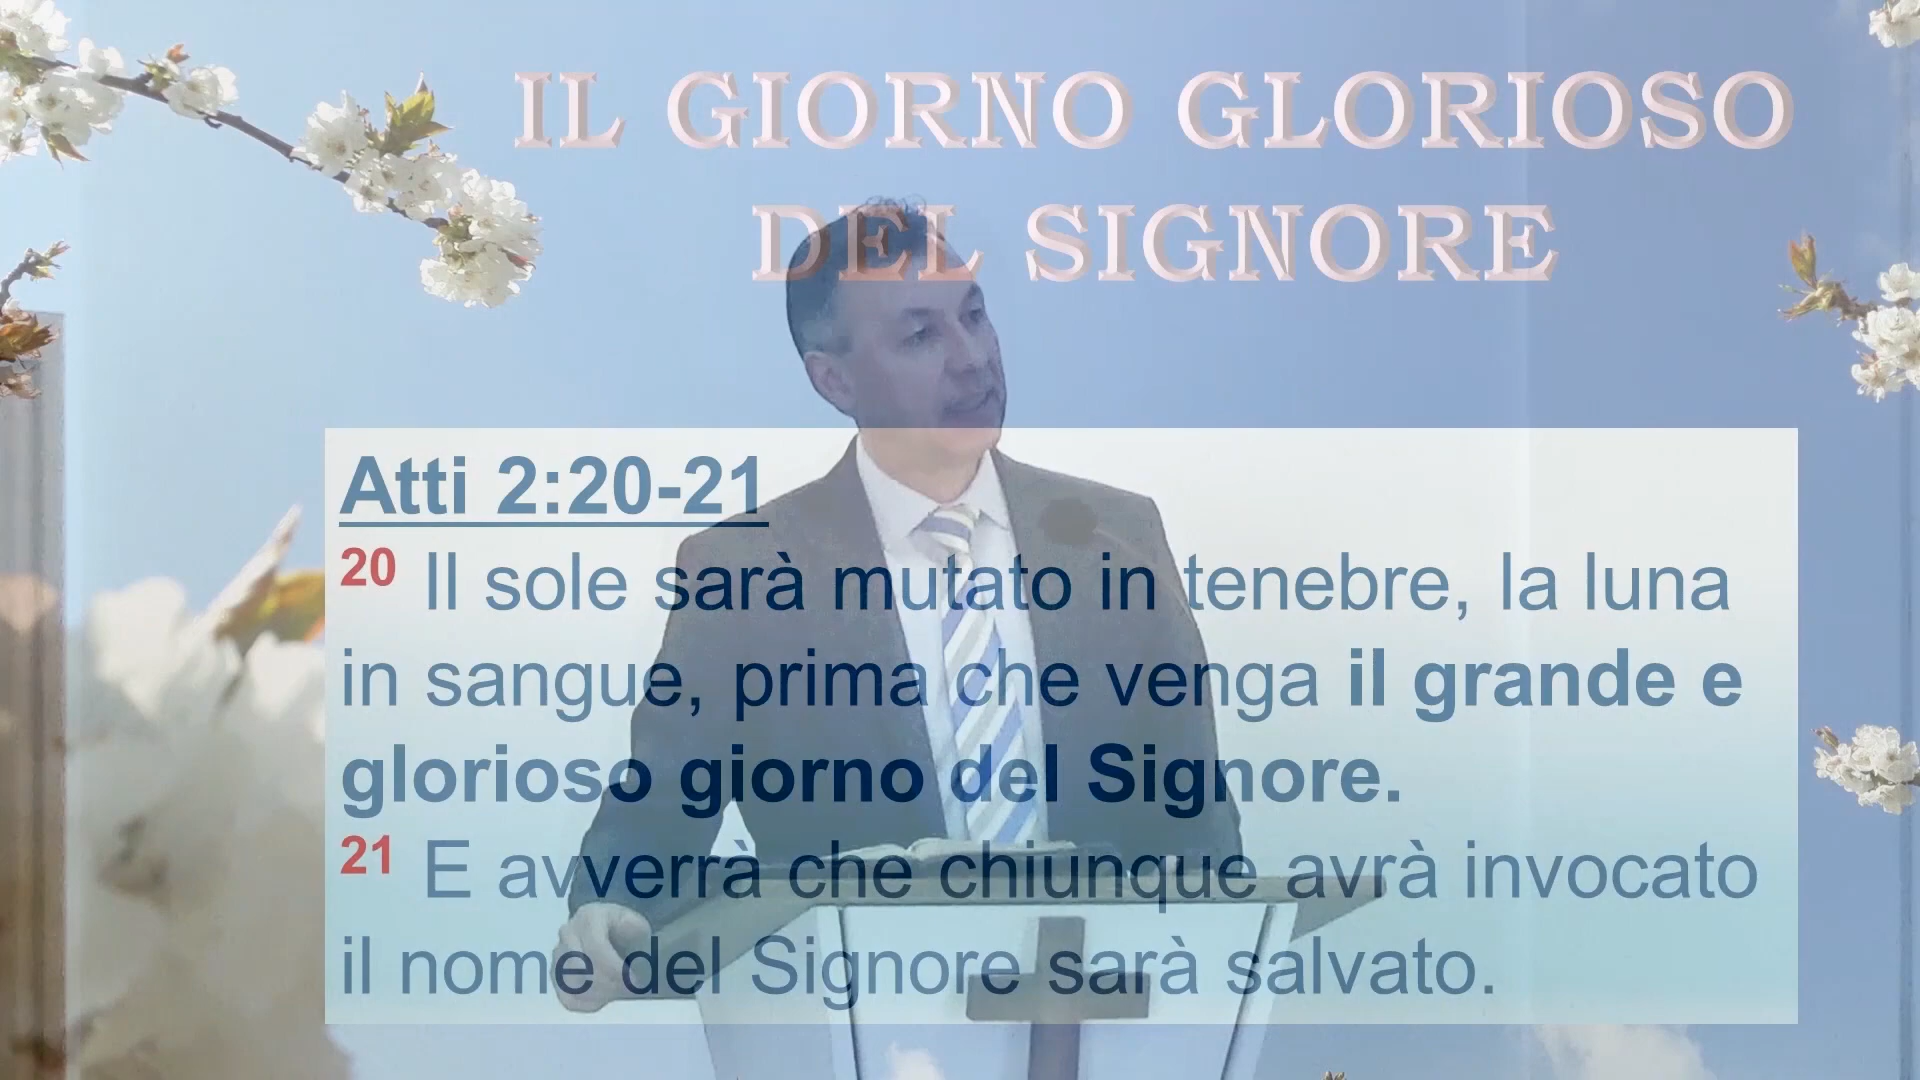 IL GIORNO GLORIOSO
DEL SIGNORE
Atti 2:20-21
20 Il sole sarà mutato in tenebre, la luna
in sangue, prima che venga il grande e
glorioso giorno del Signore.
21 E avverrà che chiunque avrà invocato
il nome del Signore sarà salvato.